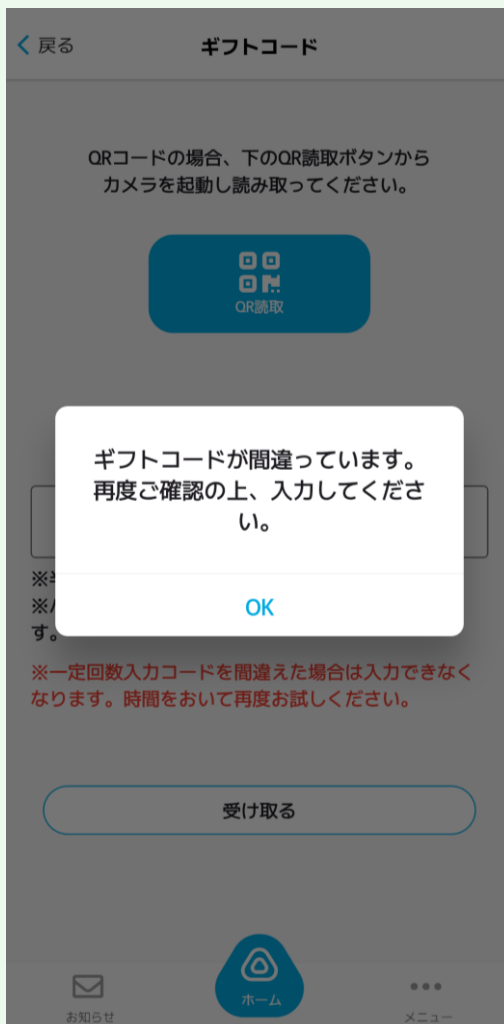 戻る
ギフトコード
QRコードの場合、下のQR読取ボタンから
カメラを起動し読み取ってください。
QR読取
ギフトコードが間違っています。
再度ご確認の上、入力してくださ
い。
OK
※
※
す。
※一定回数入力コードを間違えた場合は入力できなく
なります。時間をおいて再度お試しください。
受け取る
お知らせ
ホーム
メニュー